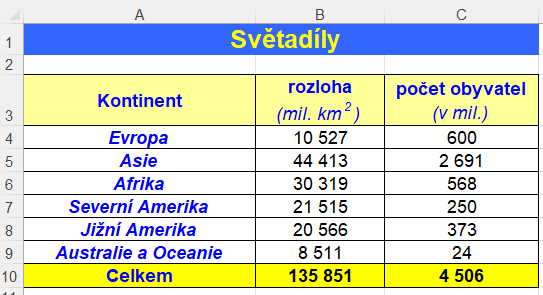 A B C
1 Světadíly
2
3 Kontinent rozloha (mil. km²) počet obyvatel (v mil.)
4 Evropa 10 527 600
5 Asie 44 413 2 691
6 Afrika 30 319 568
7 Severní Amerika 21 515 250
8 Jižní Amerika 20 566 373
9 Australie a Oceanie 8 511 24
10 Celkem 135 851 4 506